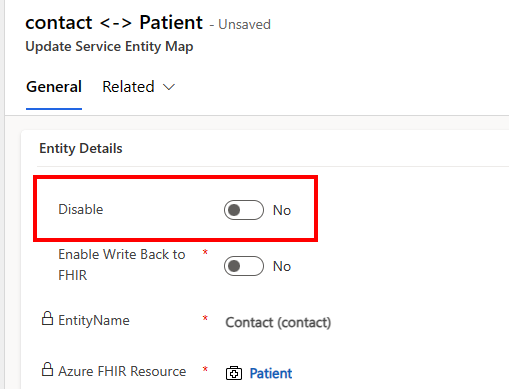 contact <-> Patient - Unsaved
Update Service Entity Map
General Related
Entity Details
Disable No
Enable Write Back to * No
FHIR
EntityName * Contact (contact)
Azure FHIR Resource * Patient